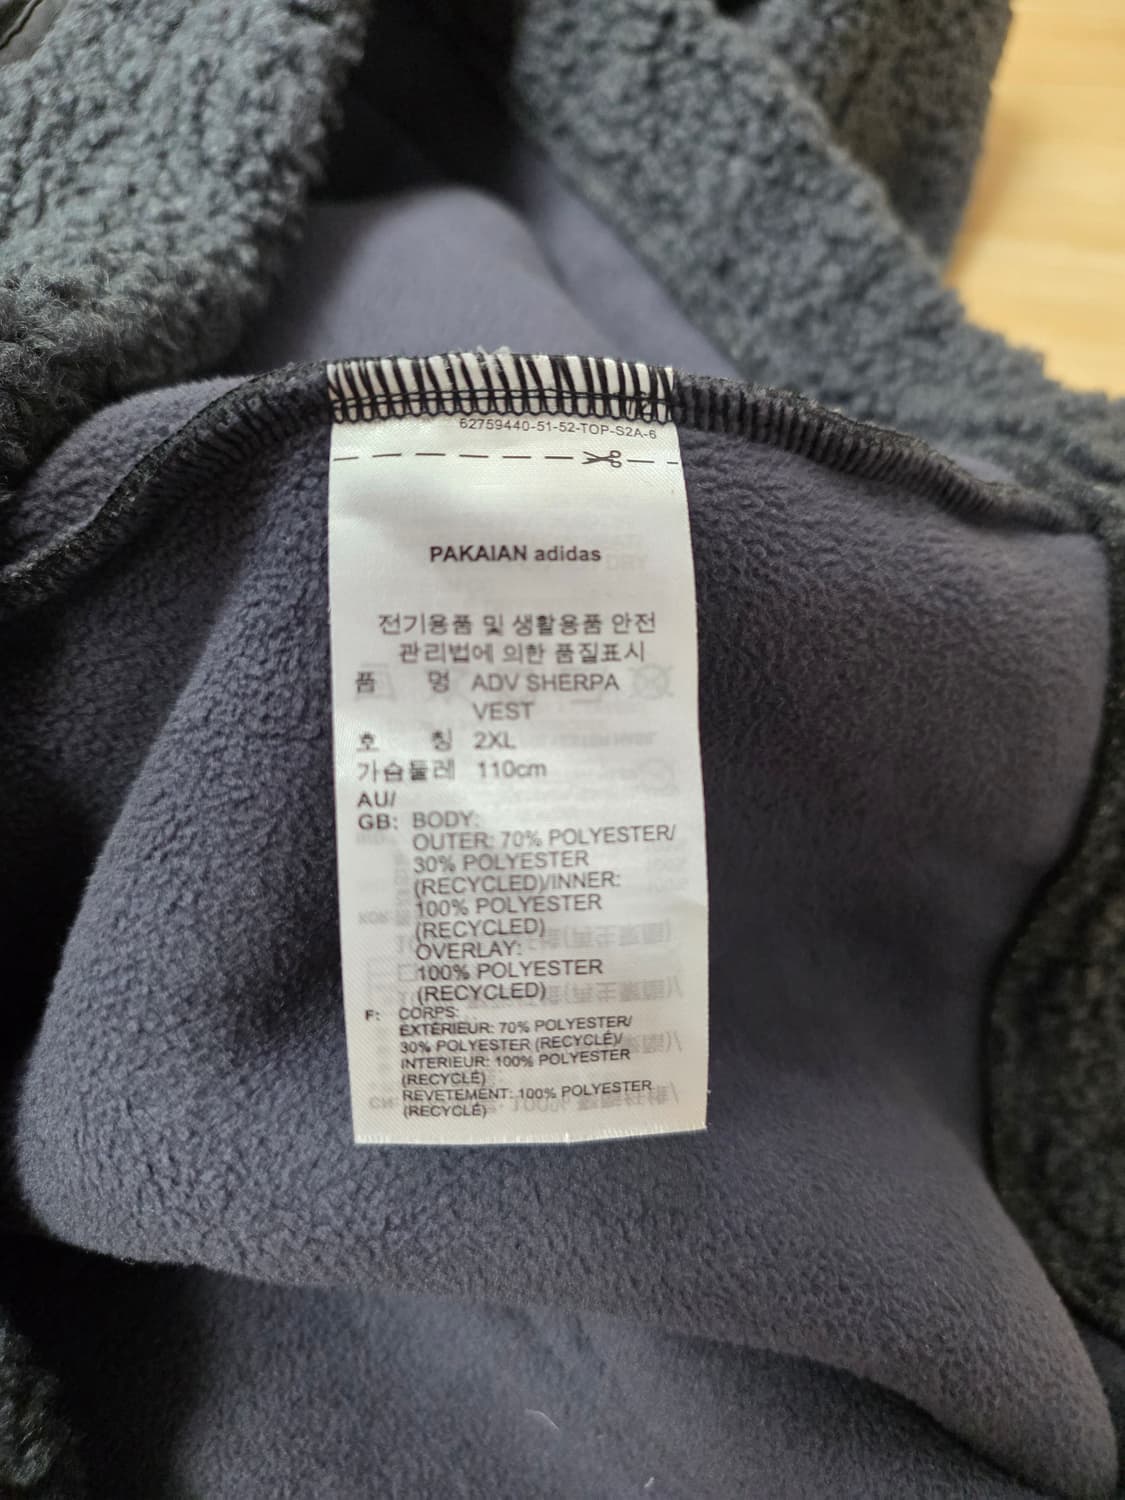 62759440-51-52-TOP-S2A-6
PAKAIAN adidas
전기용품 및 생활용품 안전
관리법에 의한 품질표시
품 명 ADV SHERPA
VEST
호 칭 2XL
가슴둘레 110cm
AU/
GB: BODY:
OUTER: 70% POLYESTER/
30% POLYESTER
(RECYCLED)/INNER:
100% POLYESTER
(RECYCLED)
OVERLAY:
100% POLYESTER
(RECYCLED)
F: CORPS:
EXTÉRIEUR: 70% POLYESTER/
30% POLYESTER (RECYCLÉ)/
INTERIEUR: 100% POLYESTER
(RECYCLÉ)
REVETEMENT: 100% POLYESTER
(RECYCLÉ)